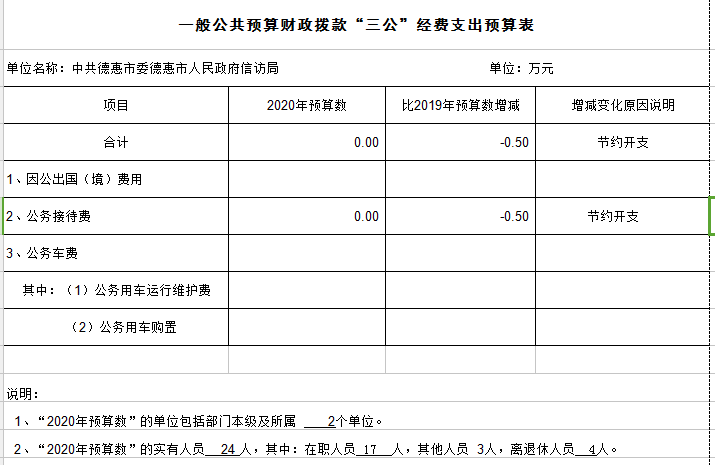 一般公共预算财政拨款“三公”经费支出预算表
单位名称：中共德惠市委德惠市人民政府信访局 单位：万元
项目 2020年预算数 比2019年预算数增减 增减变化原因说明
合计 0.00 -0.50 节约开支
1、因公出国（境）费用
2、公务接待费 0.00 -0.50 节约开支
3、公务车费
其中：（1）公务用车运行维护费
（2）公务用车购置
说明：
1、“2020年预算数”的单位包括部门本级及所属 2个单位。
2、“2020年预算数”的实有人员 24 人，其中：在职人员 17 人，其他人员 3人，离退休人员 4人。